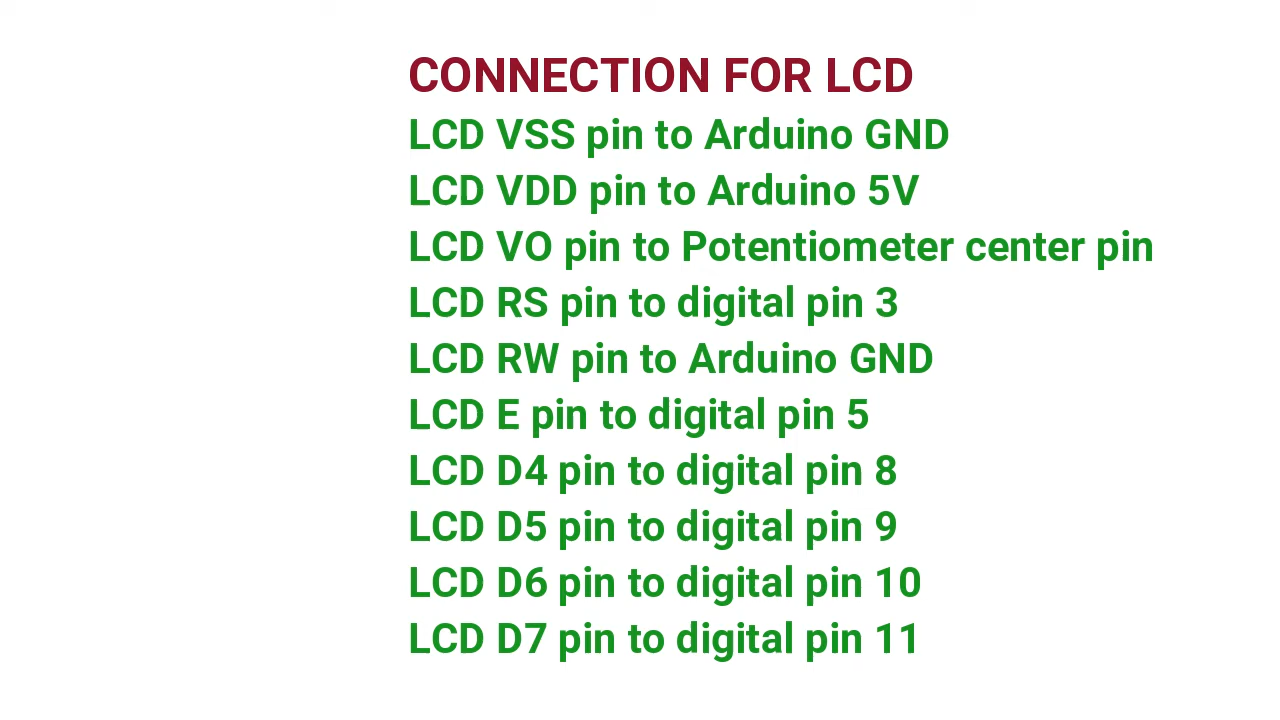 CONNECTION FOR LCD
LCD VSS pin to Arduino GND
LCD VDD pin to Arduino 5V
LCD VO pin to Potentiometer center pin
LCD RS pin to digital pin 3
LCD RW pin to Arduino GND
LCD E pin to digital pin 5
LCD D4 pin to digital pin 8
LCD D5 pin to digital pin 9
LCD D6 pin to digital pin 10
LCD D7 pin to digital pin 11